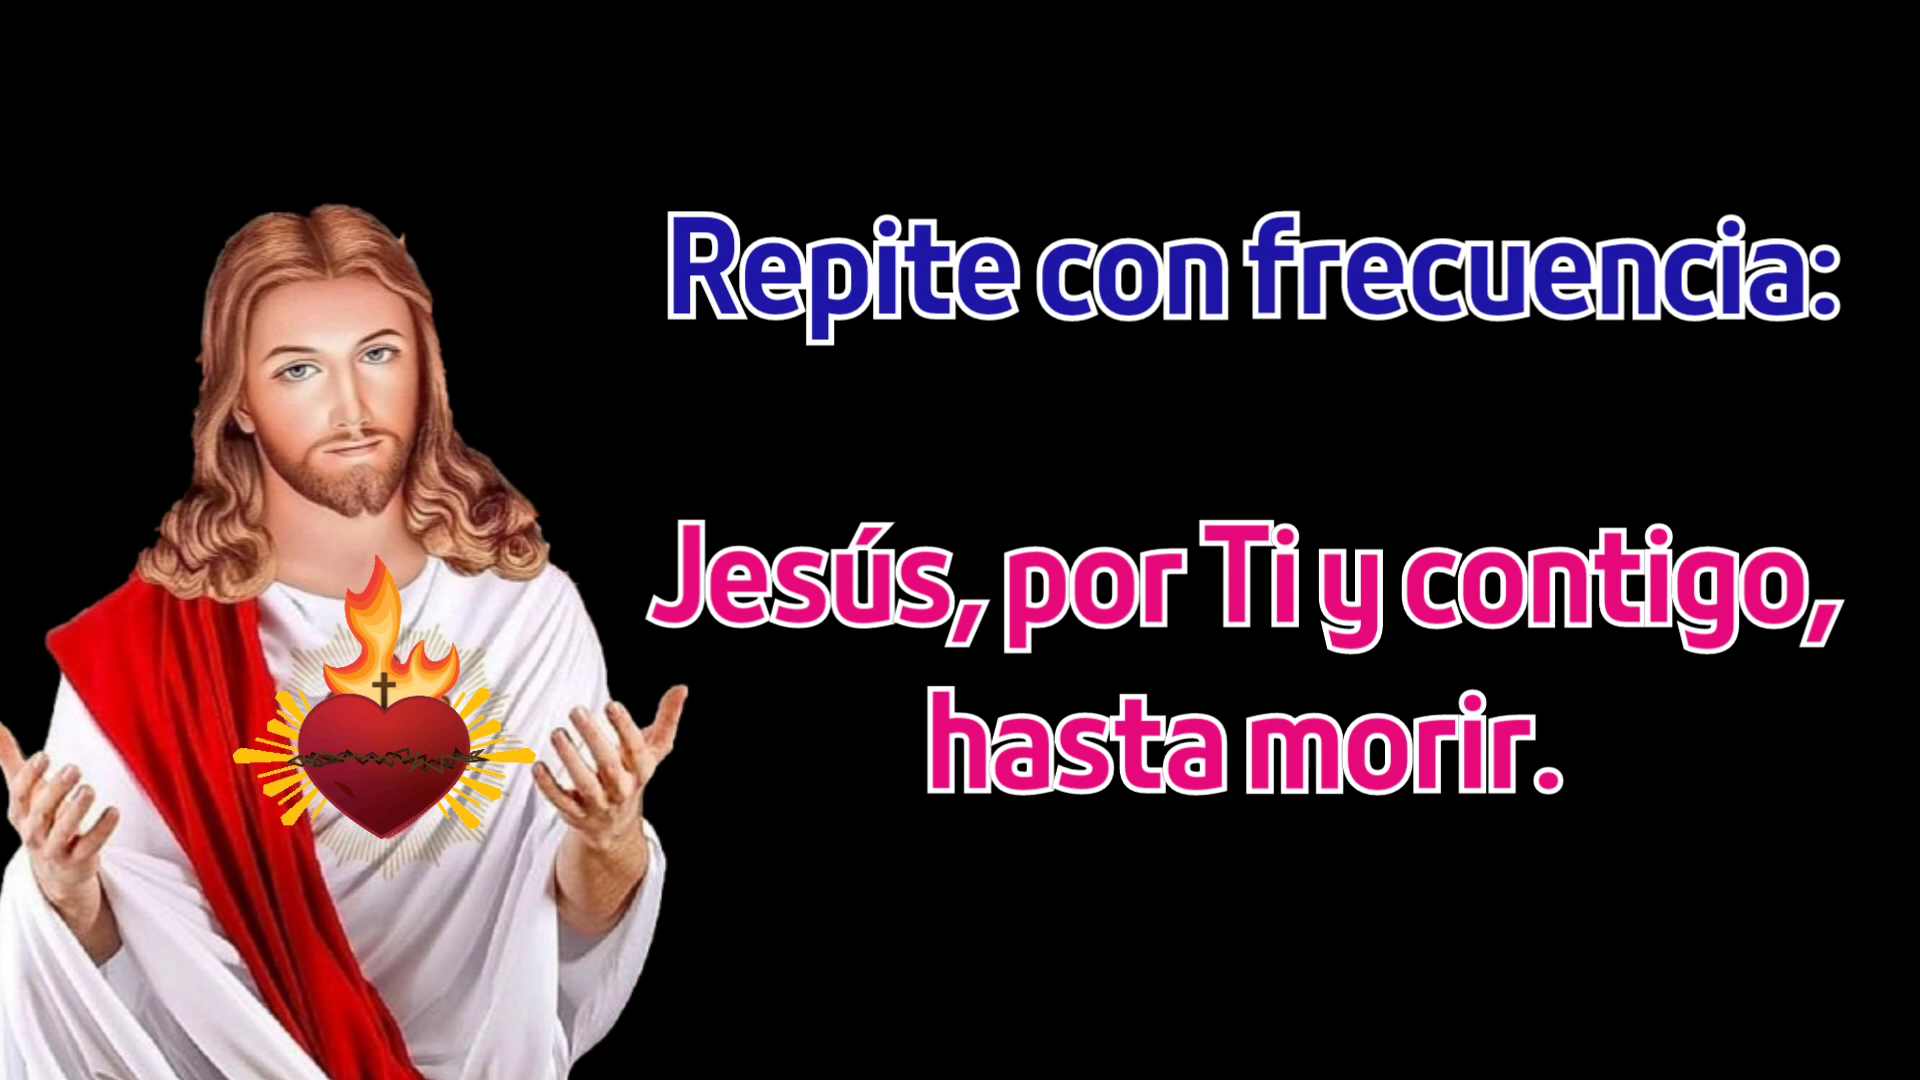 Repite con frecuencia:
Jesús, por Ti y contigo,
hasta morir.